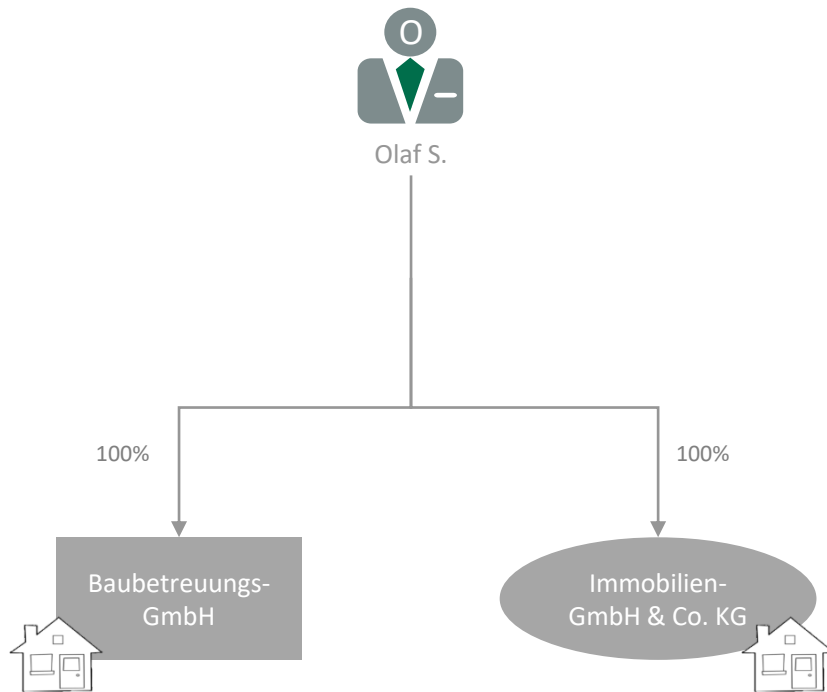 O
Olaf S.
100%
100%
Baubetreuungs-
GmbH
Immobilien-
GmbH & Co. KG